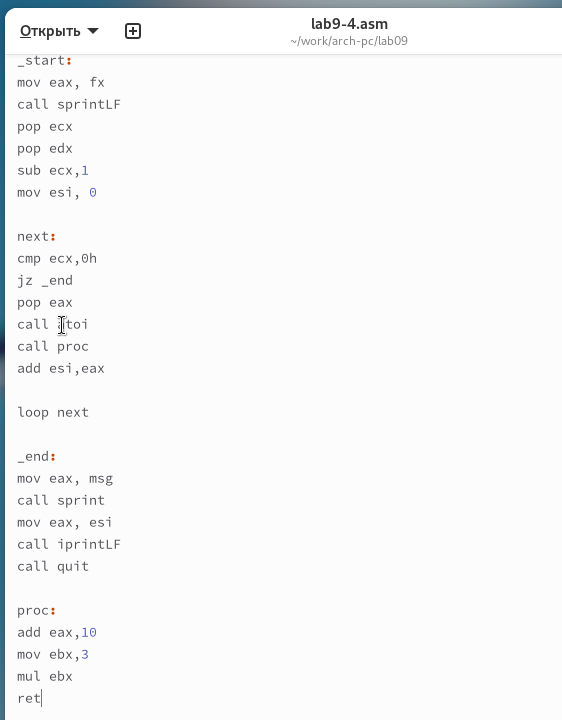 Открыть
lab9-4.asm
~/work/arch-pc/lab09
_start:
mov eax, fx
call sprintLF
pop ecx
pop edx
sub ecx,1
mov esi, 0
next:
cmp ecx,0h
jz _end
pop eax
call atoi
call proc
add esi,eax
loop next
_end:
mov eax, msg
call sprint
mov eax, esi
call iprintLF
call quit
proc:
add eax,10
mov ebx,3
mul ebx
ret